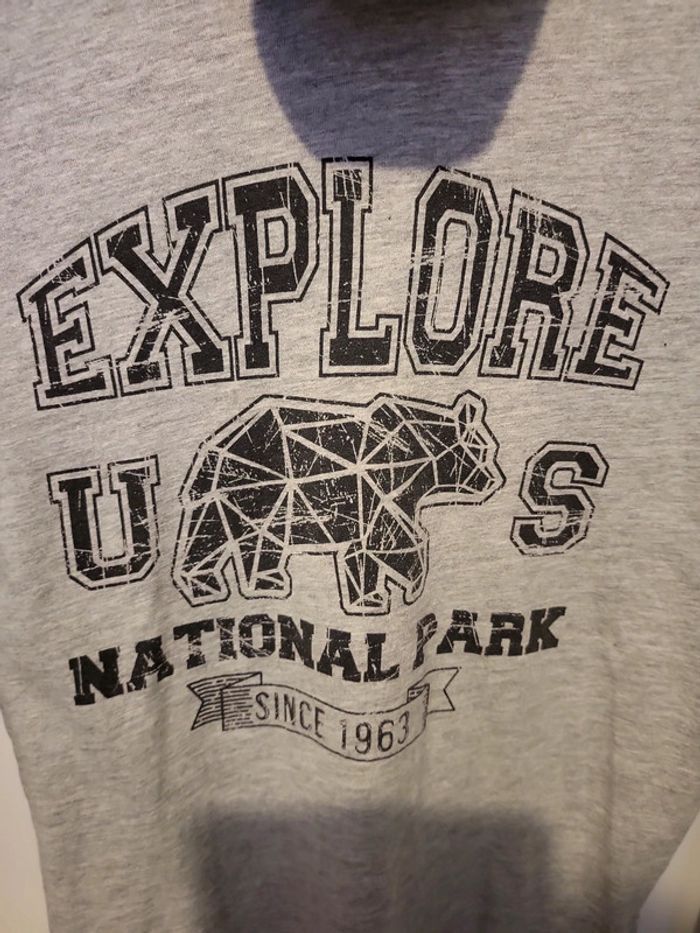 EXPLORE
U S
NATIONAL PARK
SINCE 1963